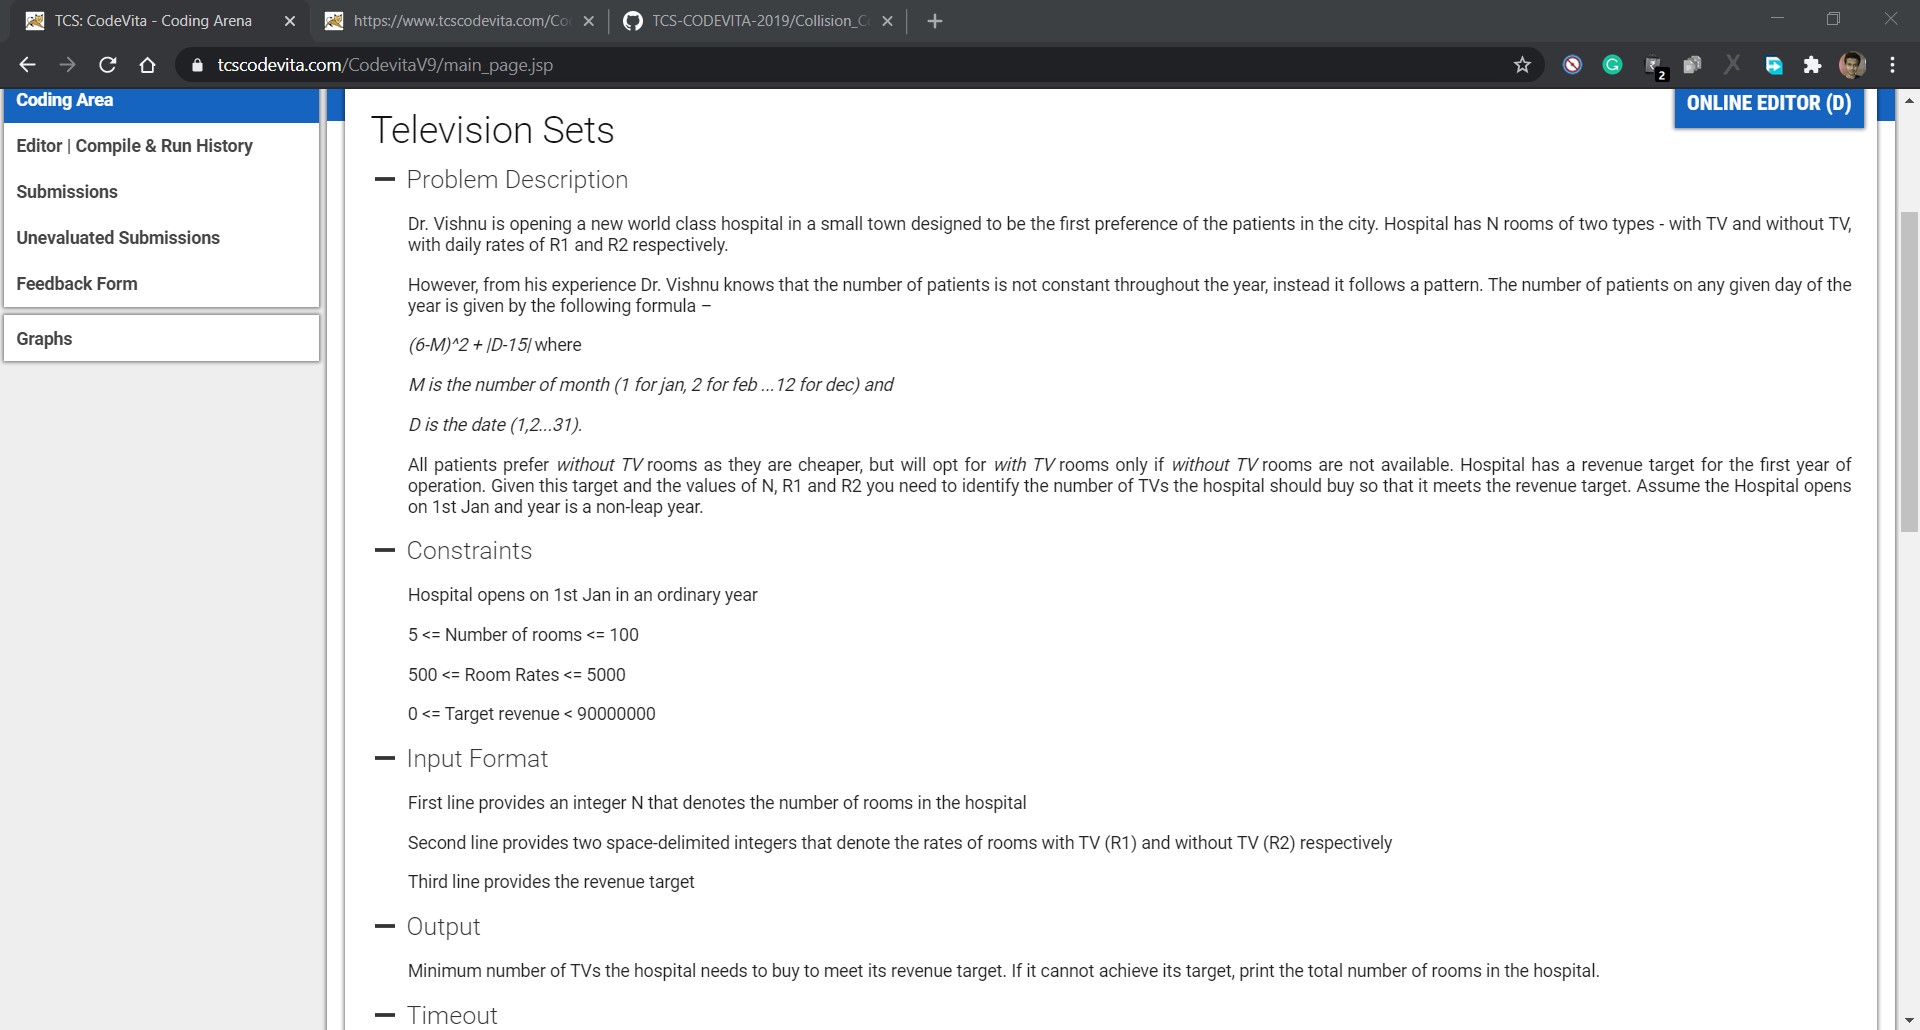 TCS: CodeVita - Coding Arena
https://www.tcscodevita.com/Co
TCS-CODEVITA-2019/Collision_C
tcscodevita.com/CodevitaV9/main_page.jsp
2
Coding Area
Editor | Compile & Run History
Submissions
Unevaluated Submissions
Feedback Form
Graphs
ONLINE EDITOR (D)
Television Sets
Problem Description
Dr. Vishnu is opening a new world class hospital in a small town designed to be the first preference of the patients in the city. Hospital has N rooms of two types - with TV and without TV,
with daily rates of R1 and R2 respectively.
However, from his experience Dr. Vishnu knows that the number of patients is not constant throughout the year, instead it follows a pattern. The number of patients on any given day of the
year is given by the following formula –
(6-M)^2 + |D-15| where
M is the number of month (1 for jan, 2 for feb ...12 for dec) and
D is the date (1,2...31).
All patients prefer without TV rooms as they are cheaper, but will opt for with TV rooms only if without TV rooms are not available. Hospital has a revenue target for the first year of
operation. Given this target and the values of N, R1 and R2 you need to identify the number of TVs the hospital should buy so that it meets the revenue target. Assume the Hospital opens
on 1st Jan and year is a non-leap year.
Constraints
Hospital opens on 1st Jan in an ordinary year
5 <= Number of rooms <= 100
500 <= Room Rates <= 5000
0 <= Target revenue < 90000000
Input Format
First line provides an integer N that denotes the number of rooms in the hospital
Second line provides two space-delimited integers that denote the rates of rooms with TV (R1) and without TV (R2) respectively
Third line provides the revenue target
Output
Minimum number of TVs the hospital needs to buy to meet its revenue target. If it cannot achieve its target, print the total number of rooms in the hospital.
Timeout